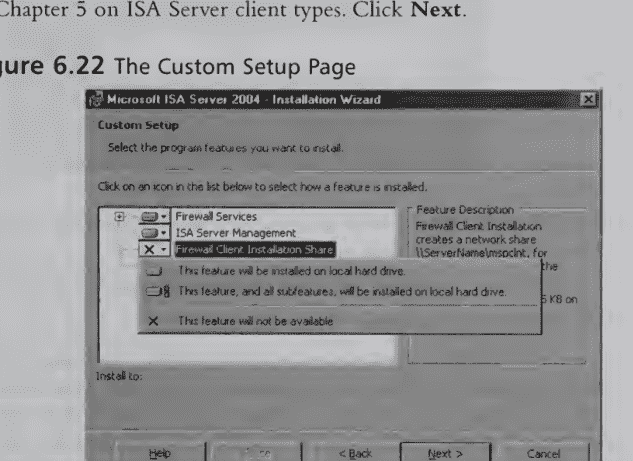 Chapter 5 on ISA Server client types. Click Next.
gure 6.22 The Custom Setup Page
Microsoft ISA Server 2004 - Installation Wizard
Custom Setup
Select the program features you want to install.
Click on an icon in the list below to select how a feature is installed.
Firewall Services
ISA Server Management
Firewall Client Installation Share
Feature Description
Firewall Client Installation
creates a network share
\\ServerName\mspclnt, for
the
This feature will be installed on local hard drive.
This feature, and all subfeatures, will be installed on local hard drive.
KB on
This feature will not be available
Install to:
Help
< Back
Next >
Cancel